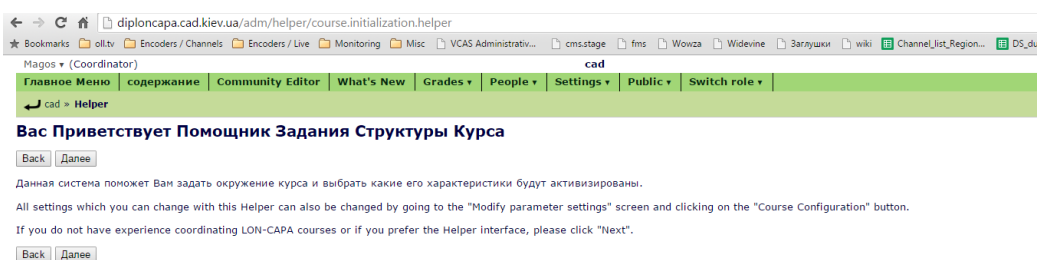 diploncapa.cad.kiev.ua/adm/helper/course.initialization.helper
Bookmarks oll.tv Encoders / Channels Encoders / Live Monitoring Misc VCAS Administrativ... cms.stage fms Wowza Widevine Заглушки wiki Channel_list_Region... DS_du
Magos ▾ (Coordinator) cad
Главное Меню содержание Community Editor What's New Grades ▾ People ▾ Settings ▾ Public ▾ Switch role ▾
cad » Helper
Вас Приветствует Помощник Задания Структуры Курса
Back Далее
Данная система поможет Вам задать окружение курса и выбрать какие его характеристики будут активизированы.
All settings which you can change with this Helper can also be changed by going to the "Modify parameter settings" screen and clicking on the "Course Configuration" button.
If you do not have experience coordinating LON-CAPA courses or if you prefer the Helper interface, please click "Next".
Back Далее